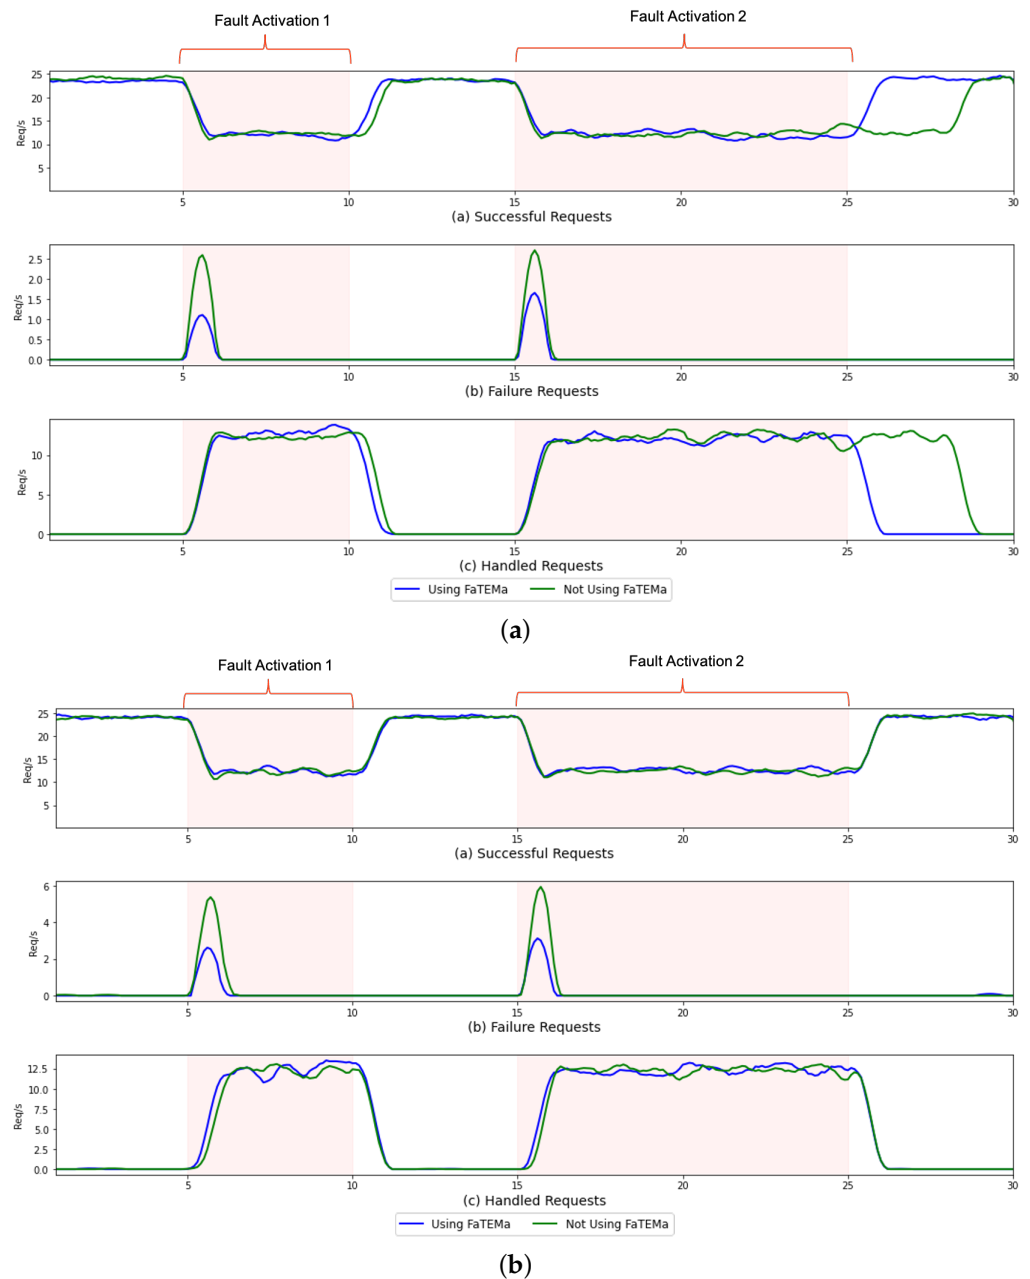 Fault Activation 1
Fault Activation 2
25
20
15
10
5
Req/s
5 10 15 20 25 30
(a) Successful Requests
2.5
2.0
1.5
1.0
0.5
0.0
Req/s
5 10 15 20 25 30
(b) Failure Requests
10
5
0
Req/s
5 10 15 20 25 30
(c) Handled Requests
Using FaTEMa Not Using FaTEMa
(a)
Fault Activation 1
Fault Activation 2
25
20
15
10
5
Req/s
5 10 15 20 25 30
(a) Successful Requests
6
4
2
0
Req/s
5 10 15 20 25 30
(b) Failure Requests
12.5
10.0
7.5
5.0
2.5
0.0
Req/s
5 10 15 20 25 30
(c) Handled Requests
Using FaTEMa Not Using FaTEMa
(b)